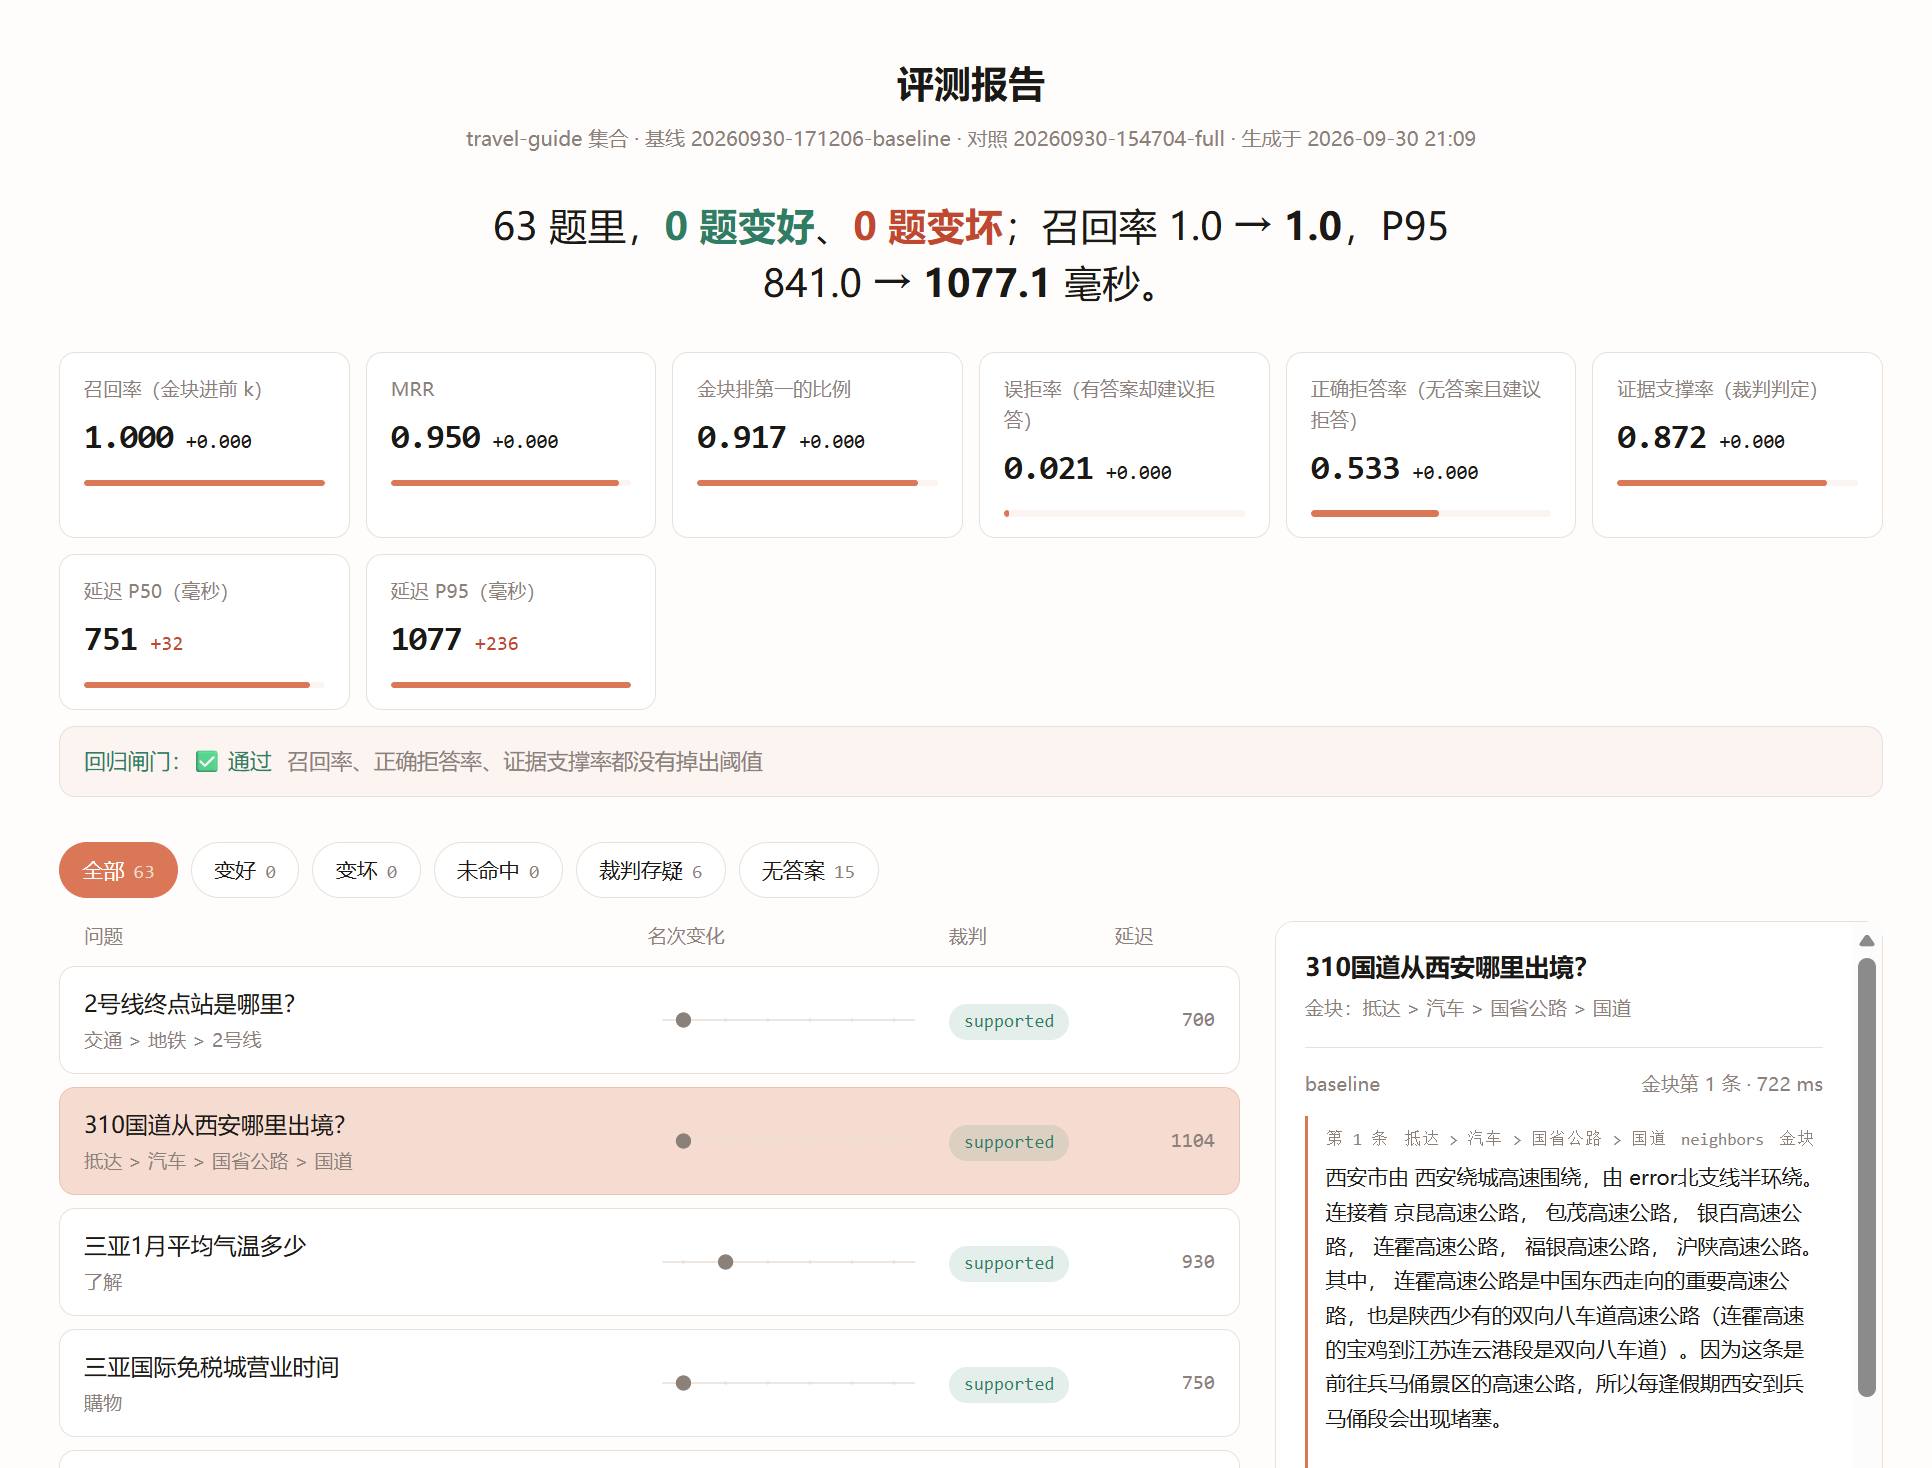 评测报告
travel-guide 集合 · 基线 20260930-171206-baseline · 对照 20260930-154704-full · 生成于 2026-09-30 21:09
63 题里，0 题变好、0 题变坏；召回率 1.0 → 1.0，P95
841.0 → 1077.1 毫秒。
召回率（金块进前 k）
1.000 +0.000
MRR
0.950 +0.000
金块排第一的比例
0.917 +0.000
误拒率（有答案却建议拒
答）
0.021 +0.000
正确拒答率（无答案且建议
拒答）
0.533 +0.000
证据支撑率（裁判判定）
0.872 +0.000
延迟 P50（毫秒）
751 +32
延迟 P95（毫秒）
1077 +236
回归闸门：✅ 通过 召回率、正确拒答率、证据支撑率都没有掉出阈值
全部 63 变好 0 变坏 0 未命中 0 裁判存疑 6 无答案 15
问题 名次变化 裁判 延迟
2号线终点站是哪里？
交通 > 地铁 > 2号线
supported 700
310国道从西安哪里出境？
抵达 > 汽车 > 国省公路 > 国道
supported 1104
三亚1月平均气温多少
了解
supported 930
三亚国际免税城营业时间
購物
supported 750
310国道从西安哪里出境？
金块：抵达 > 汽车 > 国省公路 > 国道
baseline 金块第 1 条 · 722 ms
第 1 条 抵达 > 汽车 > 国省公路 > 国道 neighbors 金块
西安市由 西安绕城高速围绕，由 error北支线半环绕。
连接着 京昆高速公路， 包茂高速公路， 银百高速公
路， 连霍高速公路， 福银高速公路， 沪陕高速公路。
其中， 连霍高速公路是中国东西走向的重要高速公
路，也是陕西少有的双向八车道高速公路（连霍高速
的宝鸡到江苏连云港段是双向八车道）。因为这条是
前往兵马俑景区的高速公路，所以每逢假期西安到兵
马俑段会出现堵塞。